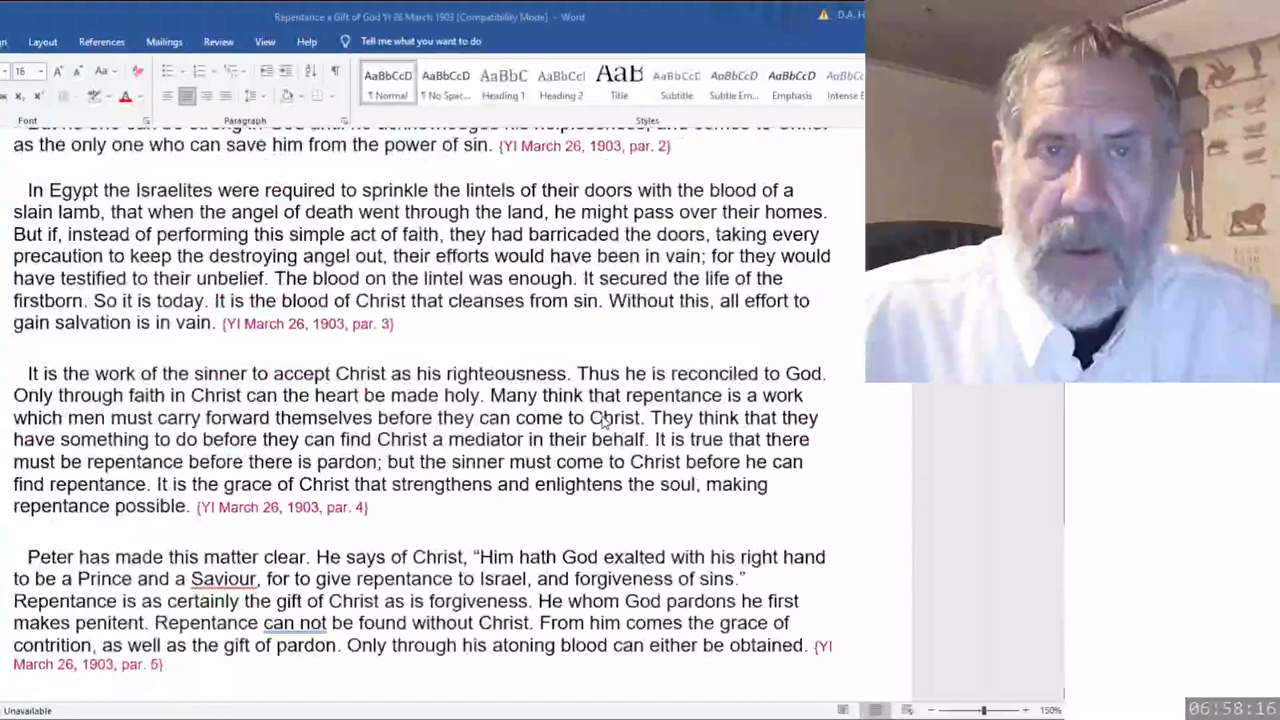 Repentance a Gift of God YI 26 March 1903 [Compatibility Mode] - Word
D.A. H
Layout References Mailings Review View Help Tell me what you want to do
16 Aa
AaBbCcD AaBbCcD AaBbC AaBbCcI AaB AaBbCcD AaBbCcD AaBbCcD AaBbCc
¶ Normal ¶ No Spac... Heading 1 Heading 2 Title Subtitle Subtle Em... Emphasis Intense E
Font Paragraph Styles
as the only one who can save him from the power of sin. {YI March 26, 1903, par. 2}
In Egypt the Israelites were required to sprinkle the lintels of their doors with the blood of a
slain lamb, that when the angel of death went through the land, he might pass over their homes.
But if, instead of performing this simple act of faith, they had barricaded the doors, taking every
precaution to keep the destroying angel out, their efforts would have been in vain; for they would
have testified to their unbelief. The blood on the lintel was enough. It secured the life of the
firstborn. So it is today. It is the blood of Christ that cleanses from sin. Without this, all effort to
gain salvation is in vain. {YI March 26, 1903, par. 3}
It is the work of the sinner to accept Christ as his righteousness. Thus he is reconciled to God.
Only through faith in Christ can the heart be made holy. Many think that repentance is a work
which men must carry forward themselves before they can come to Christ. They think that they
have something to do before they can find Christ a mediator in their behalf. It is true that there
must be repentance before there is pardon; but the sinner must come to Christ before he can
find repentance. It is the grace of Christ that strengthens and enlightens the soul, making
repentance possible. {YI March 26, 1903, par. 4}
Peter has made this matter clear. He says of Christ, “Him hath God exalted with his right hand
to be a Prince and a Saviour, for to give repentance to Israel, and forgiveness of sins.”
Repentance is as certainly the gift of Christ as is forgiveness. He whom God pardons he first
makes penitent. Repentance can not be found without Christ. From him comes the grace of
contrition, as well as the gift of pardon. Only through his atoning blood can either be obtained. {YI
March 26, 1903, par. 5}
Unavailable
150%
06:58:16